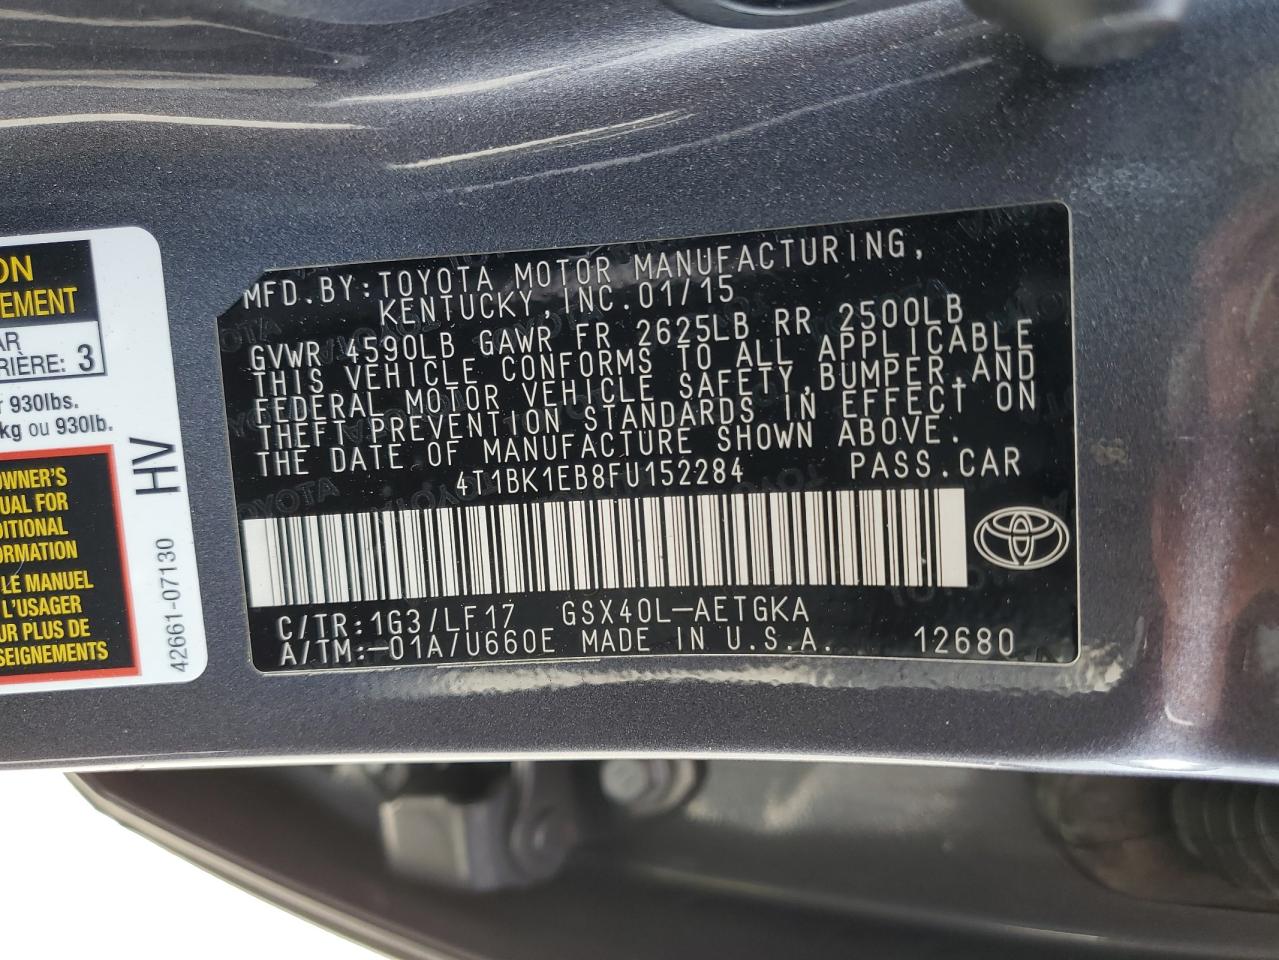 ON
EMENT
AR
RIÈRE: 3
r 930lbs.
kg ou 930lb.
OWNER'S
UAL FOR
DITIONAL
ORMATION
LE MANUEL
L'USAGER
UR PLUS DE
SEIGNEMENTS
HV
42661-07130
MFD.BY:TOYOTA MOTOR MANUFACTURING,
KENTUCKY,INC.01/15
GVWR 4590LB GAWR FR 2625LB RR 2500LB
THIS VEHICLE CONFORMS TO ALL APPLICABLE
FEDERAL MOTOR VEHICLE SAFETY,BUMPER,AND
THEFT PREVENTION STANDARDS IN EFFECT ON
THE DATE OF MANUFACTURE SHOWN ABOVE.
4T1BK1EB8FU152284 PASS.CAR
C/TR:1G3/LF17 GSX40L-AETGKA
A/TM:-01A/U660E MADE IN U.S.A. 12680